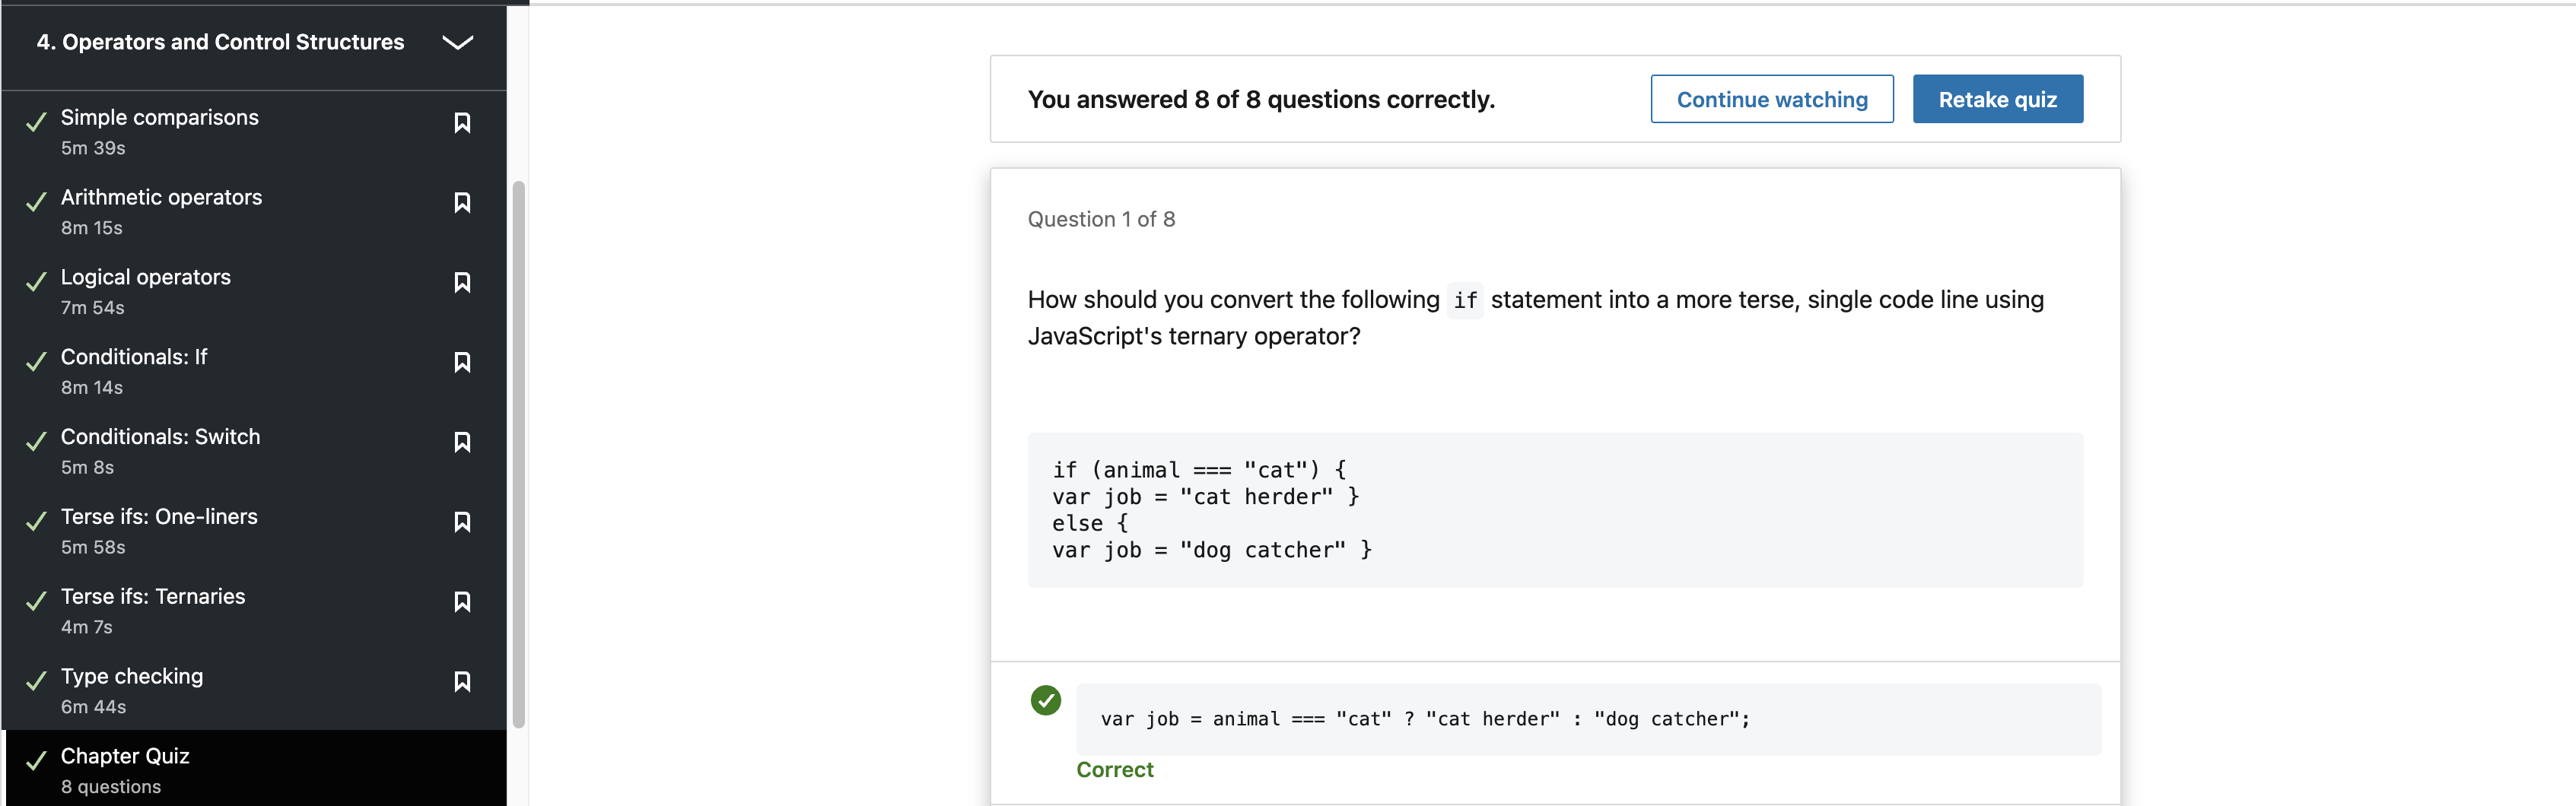 4. Operators and Control Structures
Simple comparisons
5m 39s
Arithmetic operators
8m 15s
Logical operators
7m 54s
Conditionals: If
8m 14s
Conditionals: Switch
5m 8s
Terse ifs: One-liners
5m 58s
Terse ifs: Ternaries
4m 7s
Type checking
6m 44s
Chapter Quiz
8 questions
You answered 8 of 8 questions correctly.
Continue watching
Retake quiz
Question 1 of 8
How should you convert the following if statement into a more terse, single code line using
JavaScript's ternary operator?
if (animal === "cat") {
var job = "cat herder" }
else {
var job = "dog catcher" }
var job = animal === "cat" ? "cat herder" : "dog catcher";
Correct